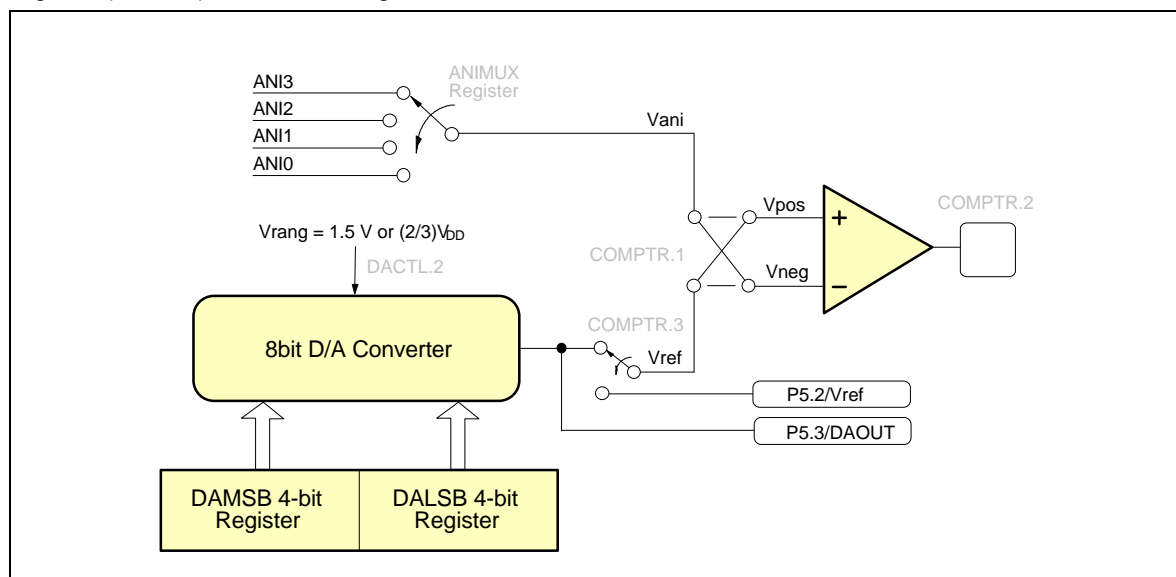 ANI3
ANI2
ANI1
ANI0
ANIMUX
Register
Vani
Vpos
Vneg
+
−
COMPTR.2
COMPTR.1
Vrang = 1.5 V or (2/3)VDD
DACTL.2
8bit D/A Converter
COMPTR.3
Vref
P5.2/Vref
P5.3/DAOUT
DAMSB 4-bit
Register
DALSB 4-bit
Register